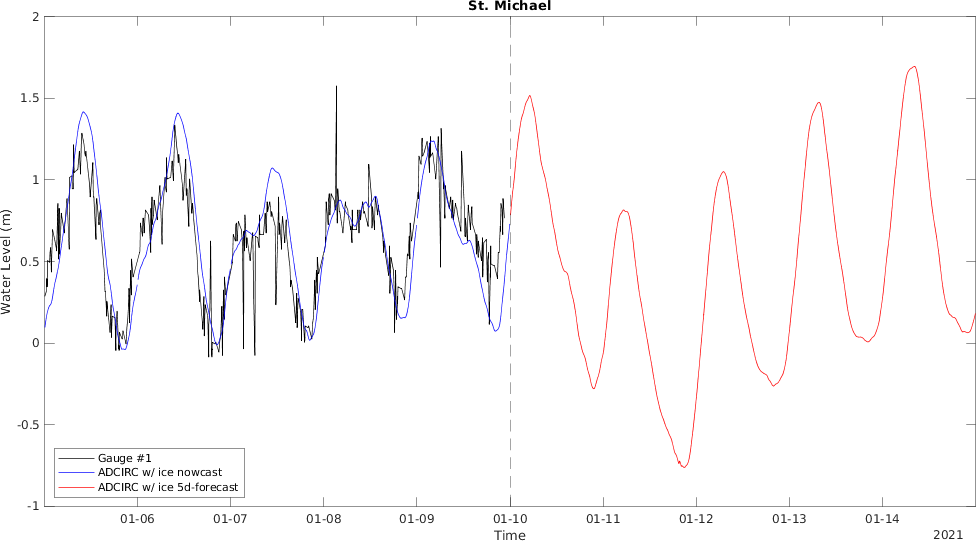 St. Michael
2
1.5
1
0.5
0
-0.5
-1
Water Level (m)
Gauge #1
ADCIRC w/ ice nowcast
ADCIRC w/ ice 5d-forecast
01-06 01-07 01-08 01-09 01-10 01-11 01-12 01-13 01-14
Time
2021